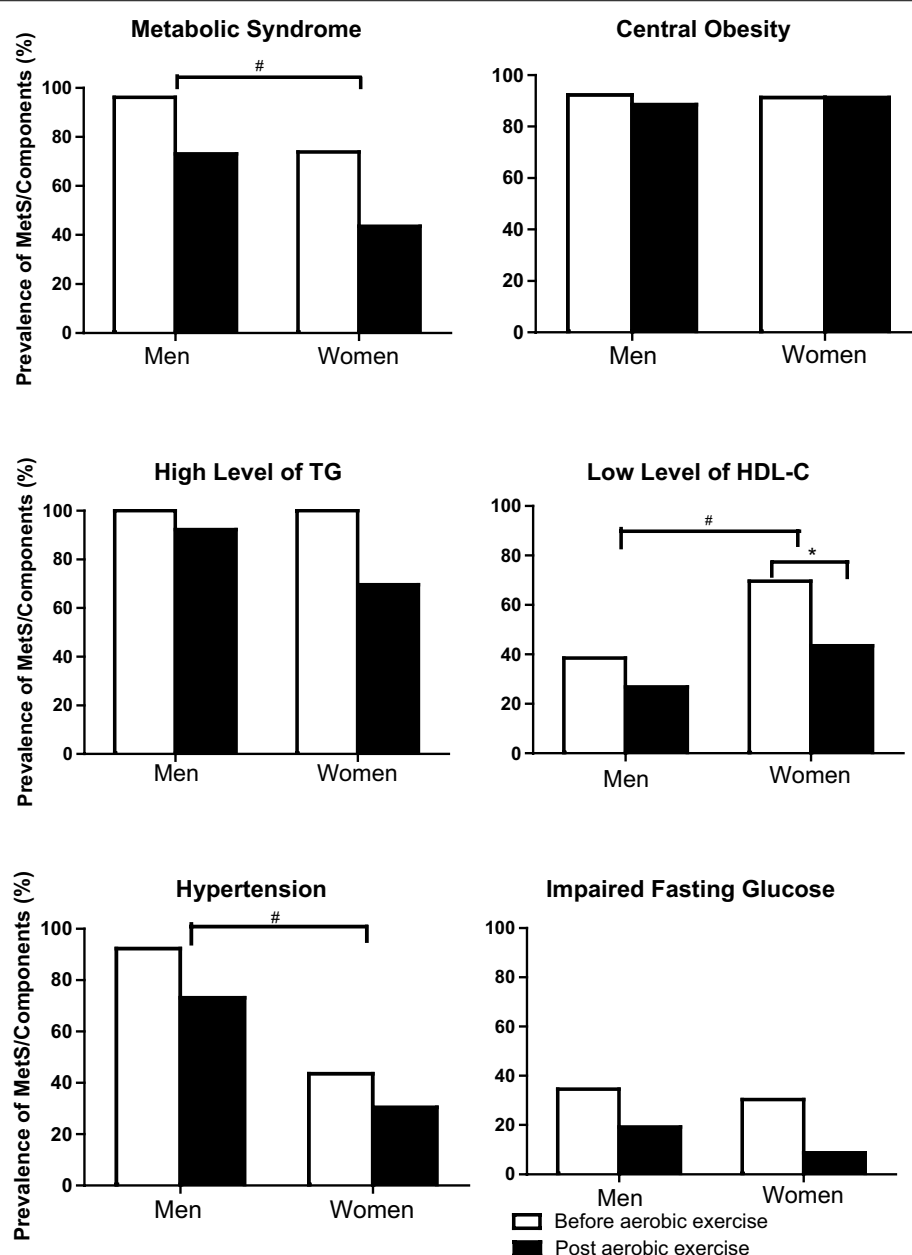 Metabolic Syndrome
Prevalence of MetS/Components (%)
#
100
80
60
40
20
0
Men
Women
Central Obesity
100
80
60
40
20
0
Men
Women
High Level of TG
Prevalence of MetS/Components (%)
100
80
60
40
20
0
Men
Women
Low Level of HDL-C
#
*
100
80
60
40
20
0
Men
Women
Hypertension
Prevalence of MetS/Components (%)
#
100
80
60
40
20
0
Men
Women
Impaired Fasting Glucose
100
80
60
40
20
0
Men
Women
Before aerobic exercise
Post aerobic exercise